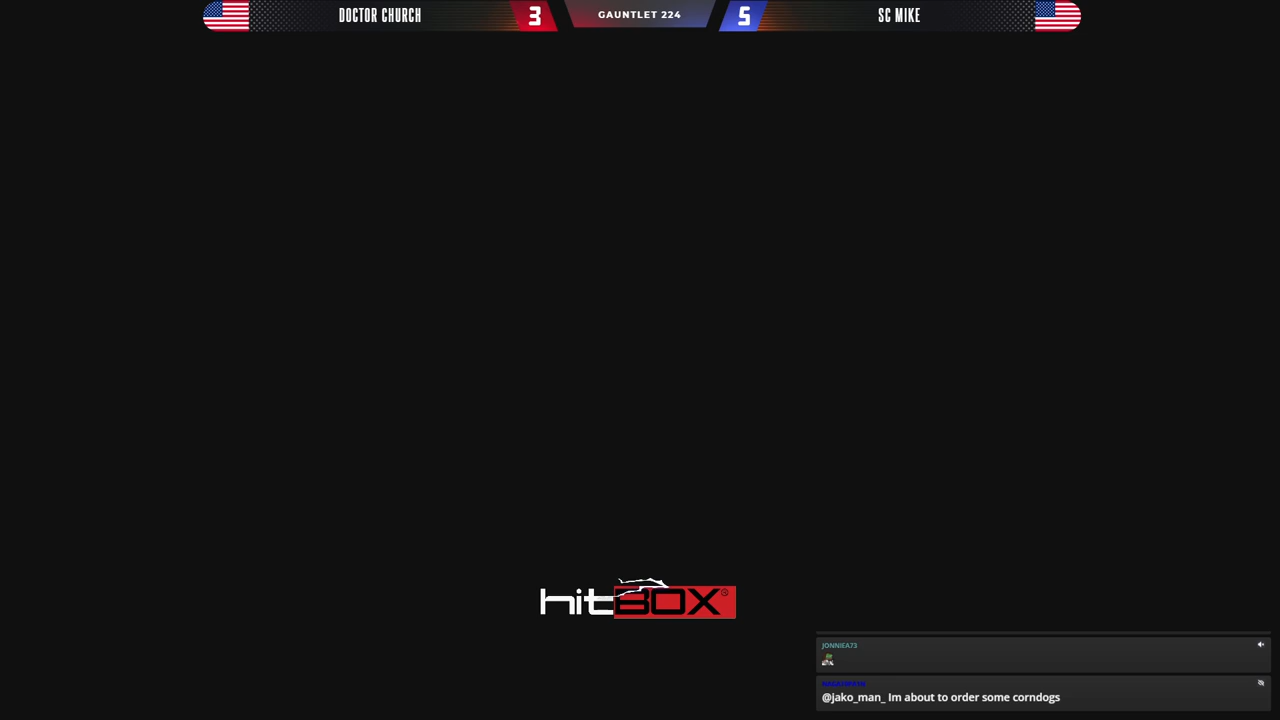 DOCTOR CHURCH
3
GAUNTLET 224
5
SC MIKE
hitBOX®
JONNIEA73
@jako_man_ Im about to order some corndogs